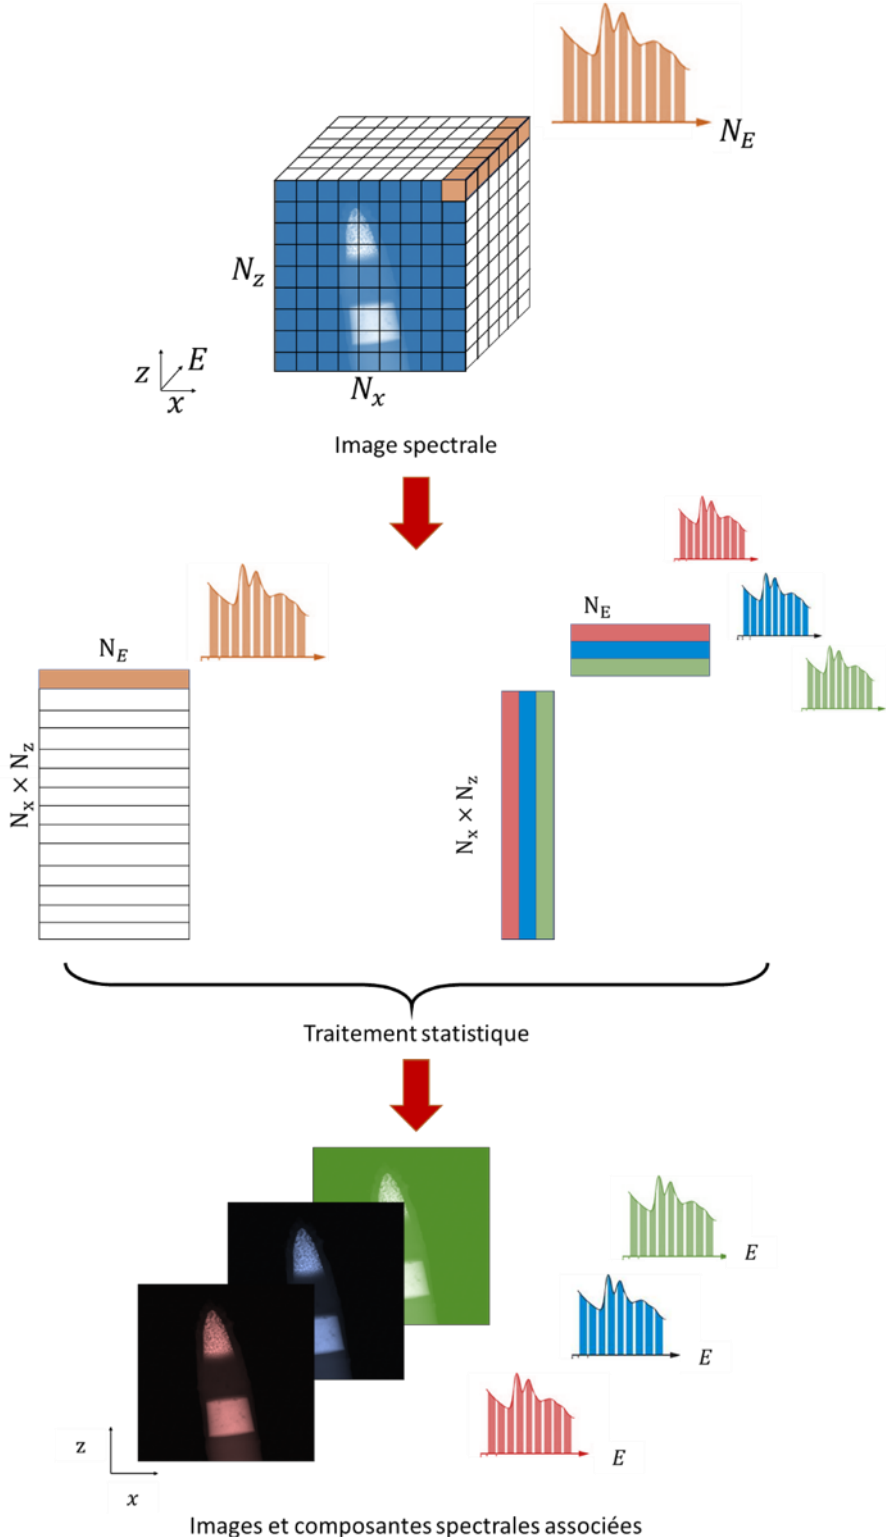 N_E
N_z
z
E
x
N_x
Image spectrale
N_E
N_E
N_x × N_z
N_x × N_z
Traitement statistique
E
E
E
z
x
Images et composantes spectrales associées